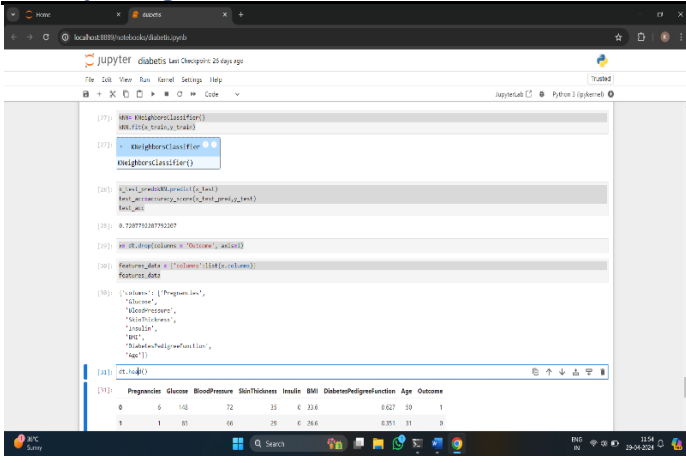 Home
diabetis
localhost:8889/notebooks/diabetis.ipynb
jupyter diabetis Last Checkpoint: 25 days ago
File Edit View Run Kernel Settings Help
Trusted
Code
JupyterLab
Python 3 (ipykernel)
[27]: kNN= KNeighborsClassifier()
kNN.fit(x_train,y_train)
[27]: KNeighborsClassifier
KNeighborsClassifier()
[28]: x_test_pred=kNN.predict(x_test)
test_acc=accuracy_score(x_test_pred,y_test)
test_acc
[28]: 0.7207792207792207
[29]: x= dt.drop(columns = 'Outcome', axis=1)
[30]: features_data = {'columns':list(x.columns)}
features_data
[30]: {'columns': ['Pregnancies',
'Glucose',
'BloodPressure',
'SkinThickness',
'Insulin',
'BMI',
'DiabetesPedigreeFunction',
'Age']}
[31]: dt.head()
[31]: Pregnancies Glucose BloodPressure SkinThickness Insulin BMI DiabetesPedigreeFunction Age Outcome
0 6 148 72 35 0 33.6 0.627 50 1
1 1 85 66 29 0 26.6 0.351 31 0
36°C
Sunny
Search
ENG
IN
11:54
29-04-2024